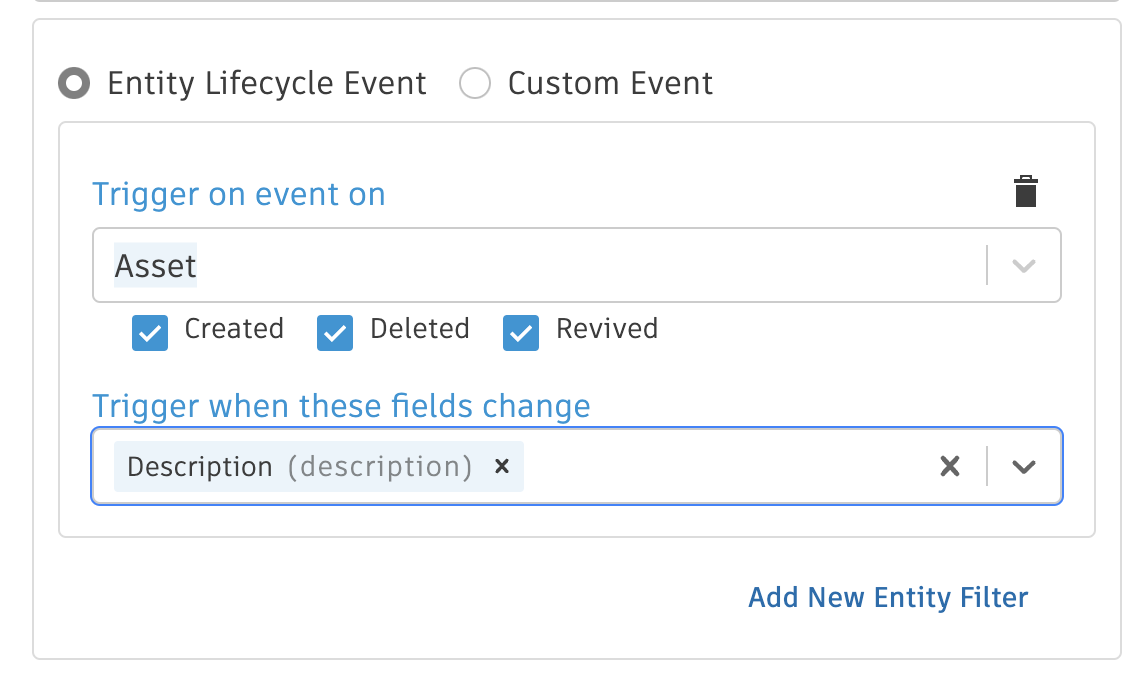 Entity Lifecycle Event Custom Event
Trigger on event on
Asset
Created Deleted Revived
Trigger when these fields change
Description (description)
Add New Entity Filter